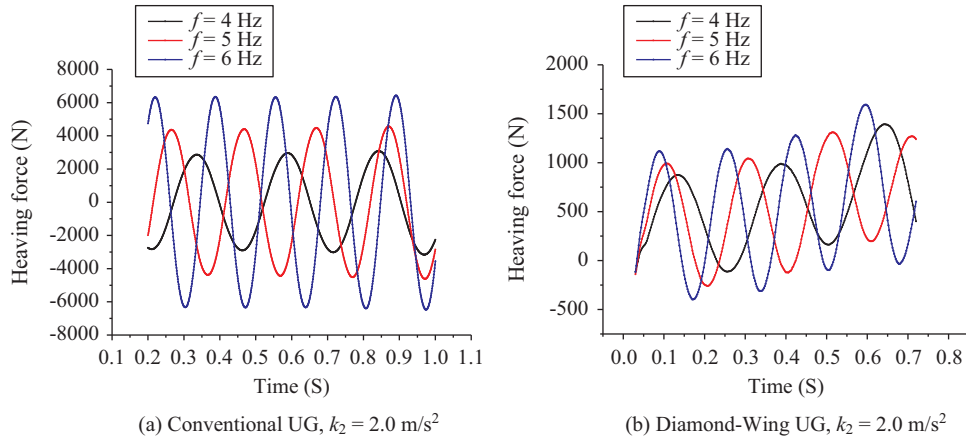 f = 4 Hz
f = 5 Hz
f = 6 Hz
8000
6000
4000
2000
0
-2000
-4000
-6000
-8000
Heaving force (N)
0.1 0.2 0.3 0.4 0.5 0.6 0.7 0.8 0.9 1.0 1.1
Time (S)
(a) Conventional UG, k₂ = 2.0 m/s²
f = 4 Hz
f = 5 Hz
f = 6 Hz
2000
1500
1000
500
0
-500
Heaving force (N)
0.0 0.1 0.2 0.3 0.4 0.5 0.6 0.7 0.8
Time (S)
(b) Diamond-Wing UG, k₂ = 2.0 m/s²